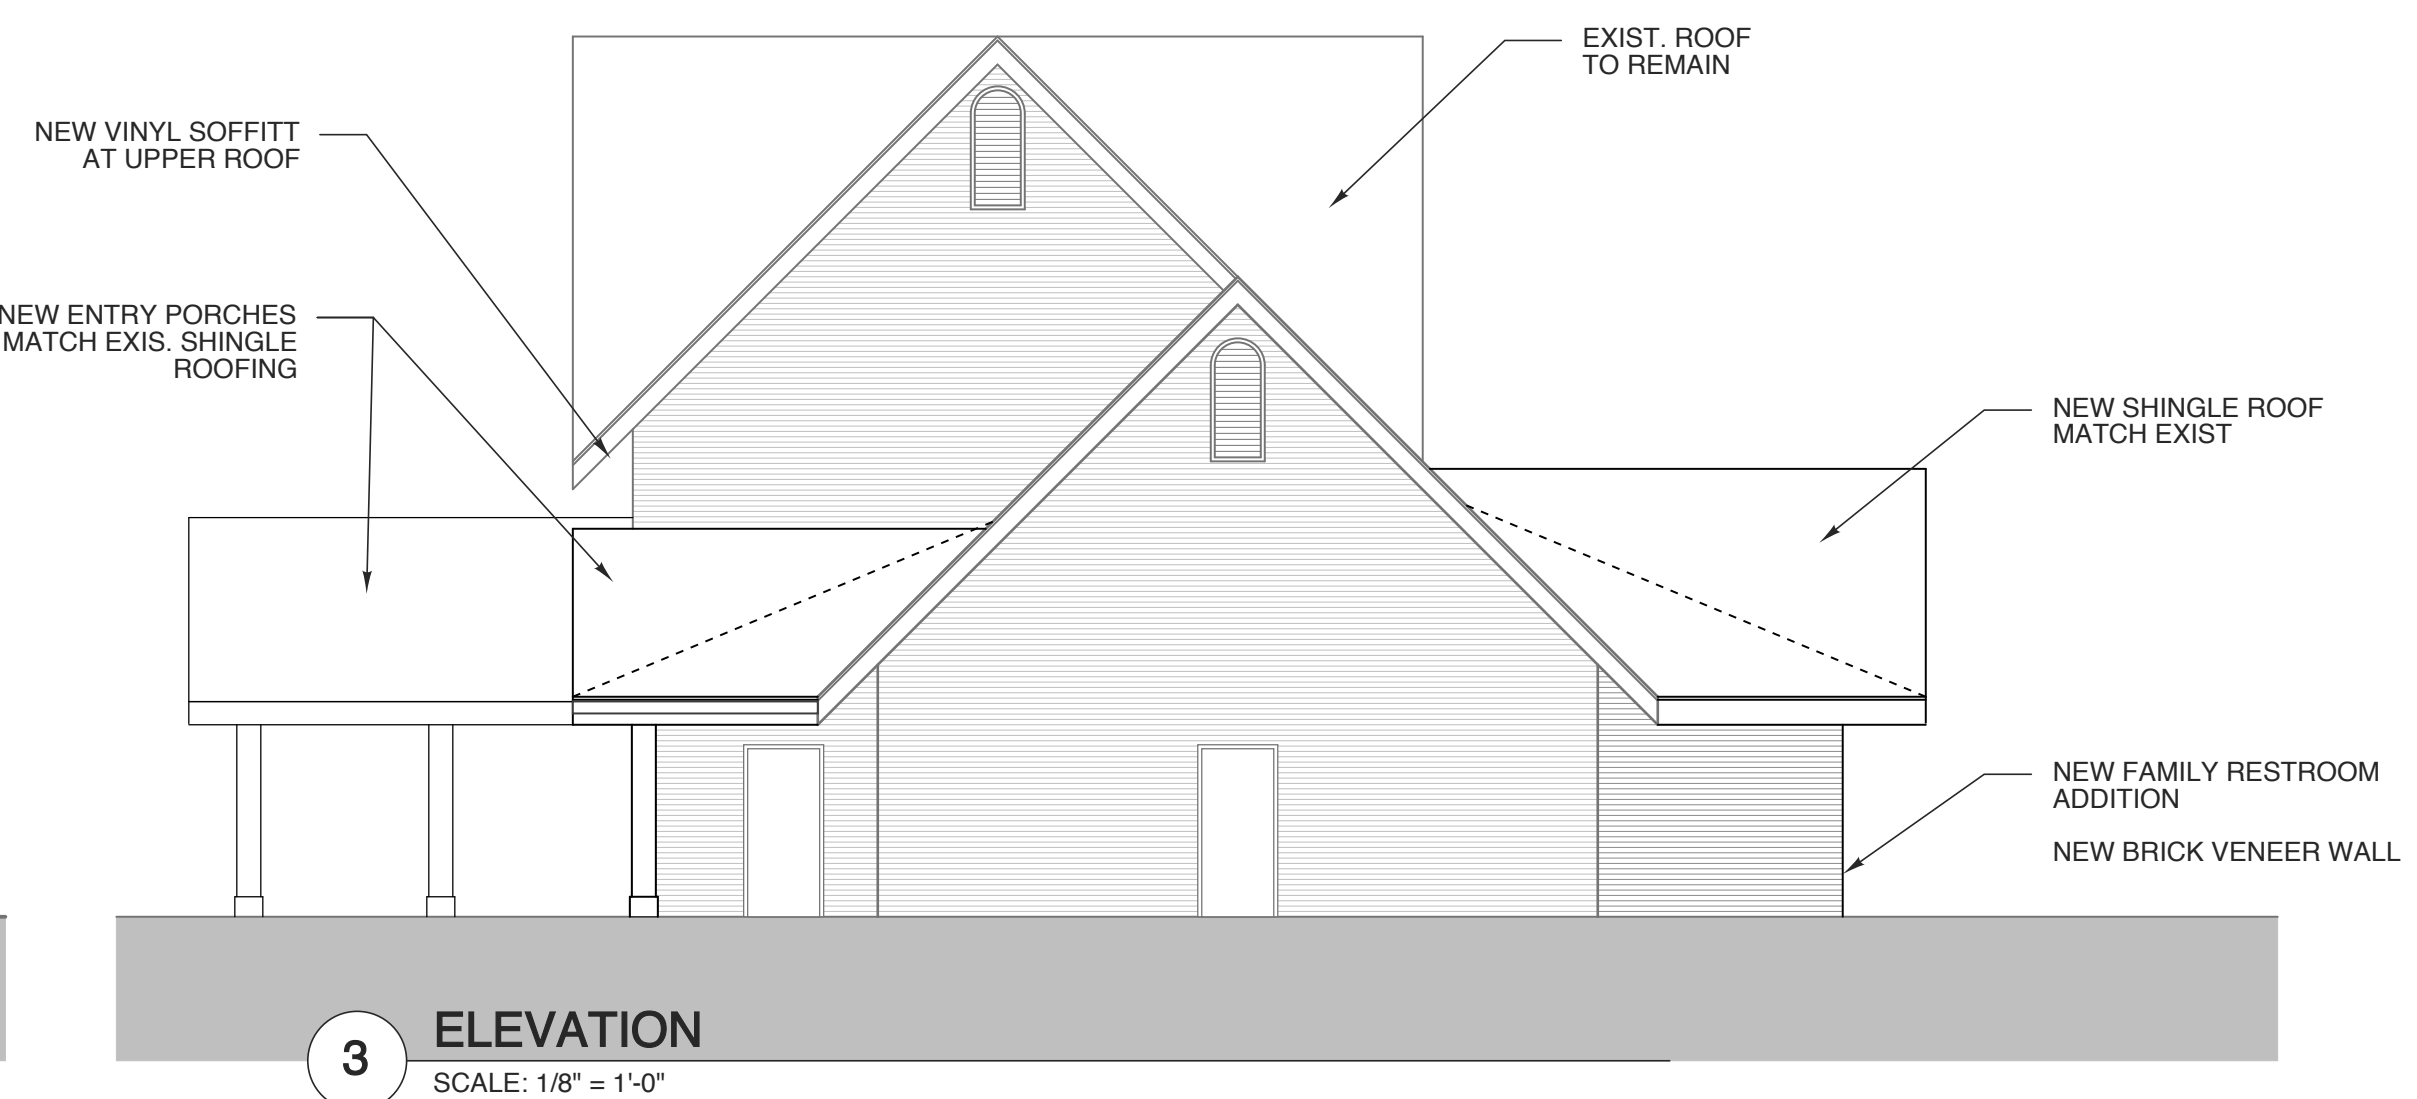 EXIST. ROOF
TO REMAIN
NEW VINYL SOFFITT
AT UPPER ROOF
NEW ENTRY PORCHES
MATCH EXIS. SHINGLE
ROOFING
NEW SHINGLE ROOF
MATCH EXIST
NEW FAMILY RESTROOM
ADDITION
NEW BRICK VENEER WALL
3
ELEVATION
SCALE: 1/8" = 1'-0"